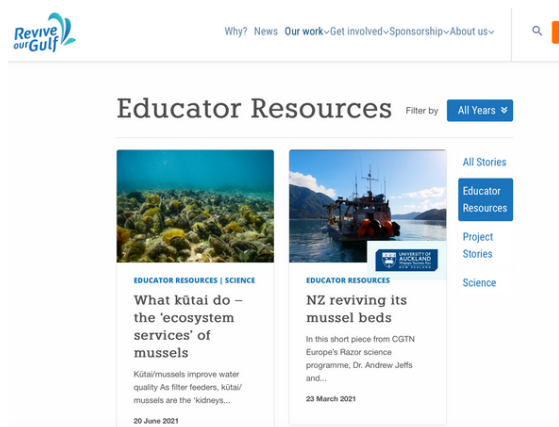 Revive
our Gulf
Why? News Our work Get involved Sponsorship About us
Educator Resources
Filter by
All Years
All Stories
Educator
Resources
Project
Stories
Science
EDUCATOR RESOURCES | SCIENCE
What kūtai do –
the ‘ecosystem
services’ of
mussels
Kūtai/mussels improve water
quality As filter feeders, kūtai/
mussels are the ‘kidneys...
20 June 2021
UNIVERSITY OF
AUCKLAND
NEW ZEALAND
EDUCATOR RESOURCES
NZ reviving its
mussel beds
In this short piece from CGTN
Europe's Razor science
programme, Dr. Andrew Jeffs
and...
23 March 2021